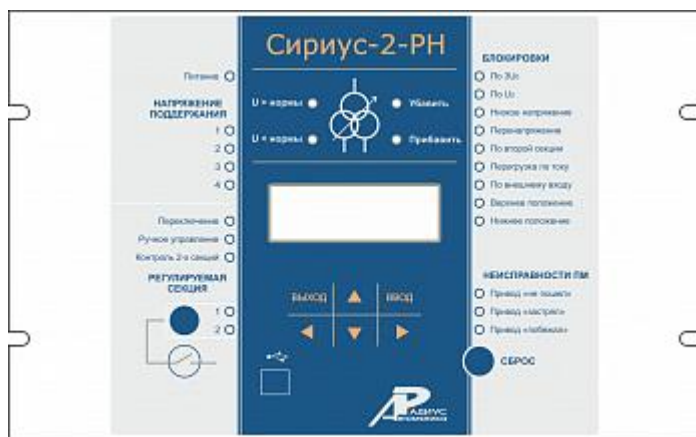 Сириус-2-РН
Питание
НАПРЯЖЕНИЕ
ПОДДЕРЖАНИЯ
1
2
3
4
Переключение
Ручное управление
Контроль 2-х секций
РЕГУЛИРУЕМАЯ
СЕКЦИЯ
1
2
U > нормы
U < нормы
Убавить
Прибавить
ВЫХОД
ВВОД
РАДИУС
Автоматика
БЛОКИРОВКИ
По 3U₀
По U₂
Низкое напряжение
Перенапряжение
По второй секции
Перегрузка по току
По внешнему входу
Верхнее положение
Нижнее положение
НЕИСПРАВНОСТИ ПМ
Привод «не пошел»
Привод «застрял»
Привод «побежал»
СБРОС